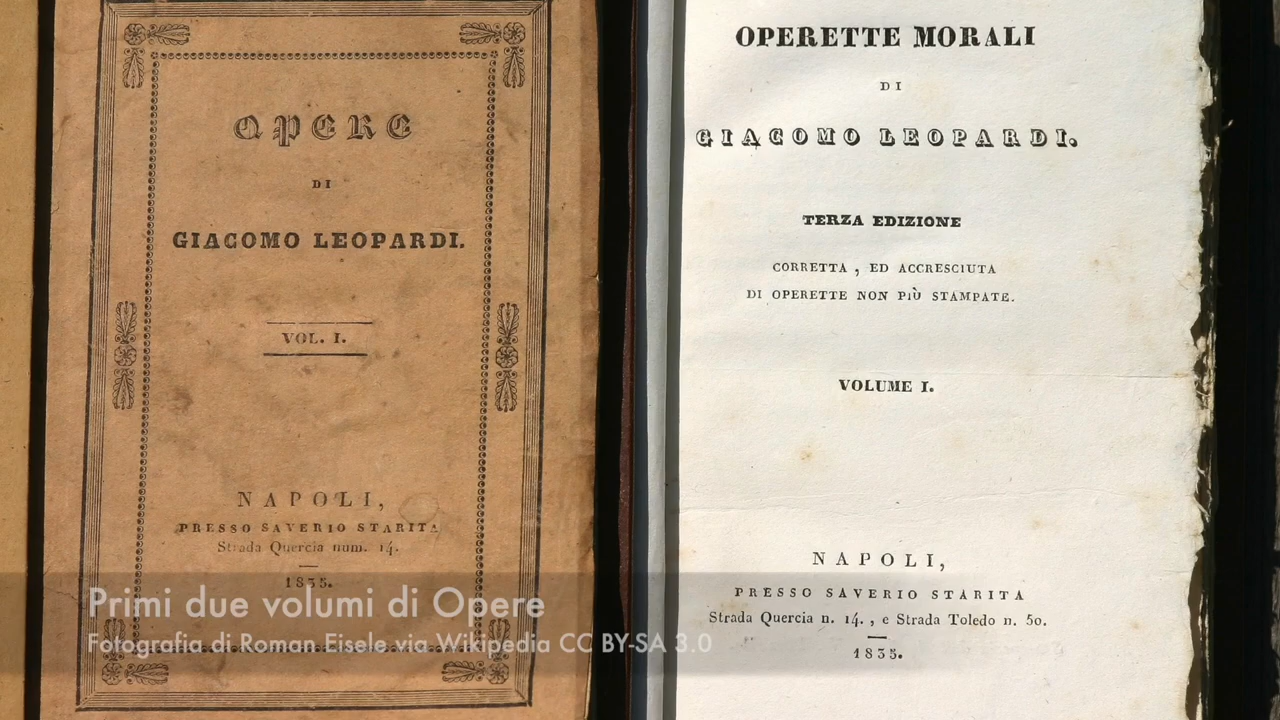 OPERE
DI
GIACOMO LEOPARDI.
VOL. I.
NAPOLI,
PRESSO SAVERIO STARITA
Strada Quercia num. 14.
1835.
OPERETTE MORALI
DI
GIACOMO LEOPARDI.
TERZA EDIZIONE
CORRETTA , ED ACCRESCIUTA
DI OPERETTE NON PIÙ STAMPATE.
VOLUME I.
NAPOLI,
PRESSO SAVERIO STARITA
Strada Quercia n. 14. , e Strada Toledo n. 50.
1835.
Primi due volumi di Opere
Fotografia di Roman Eisele via Wikipedia CC BY-SA 3.0